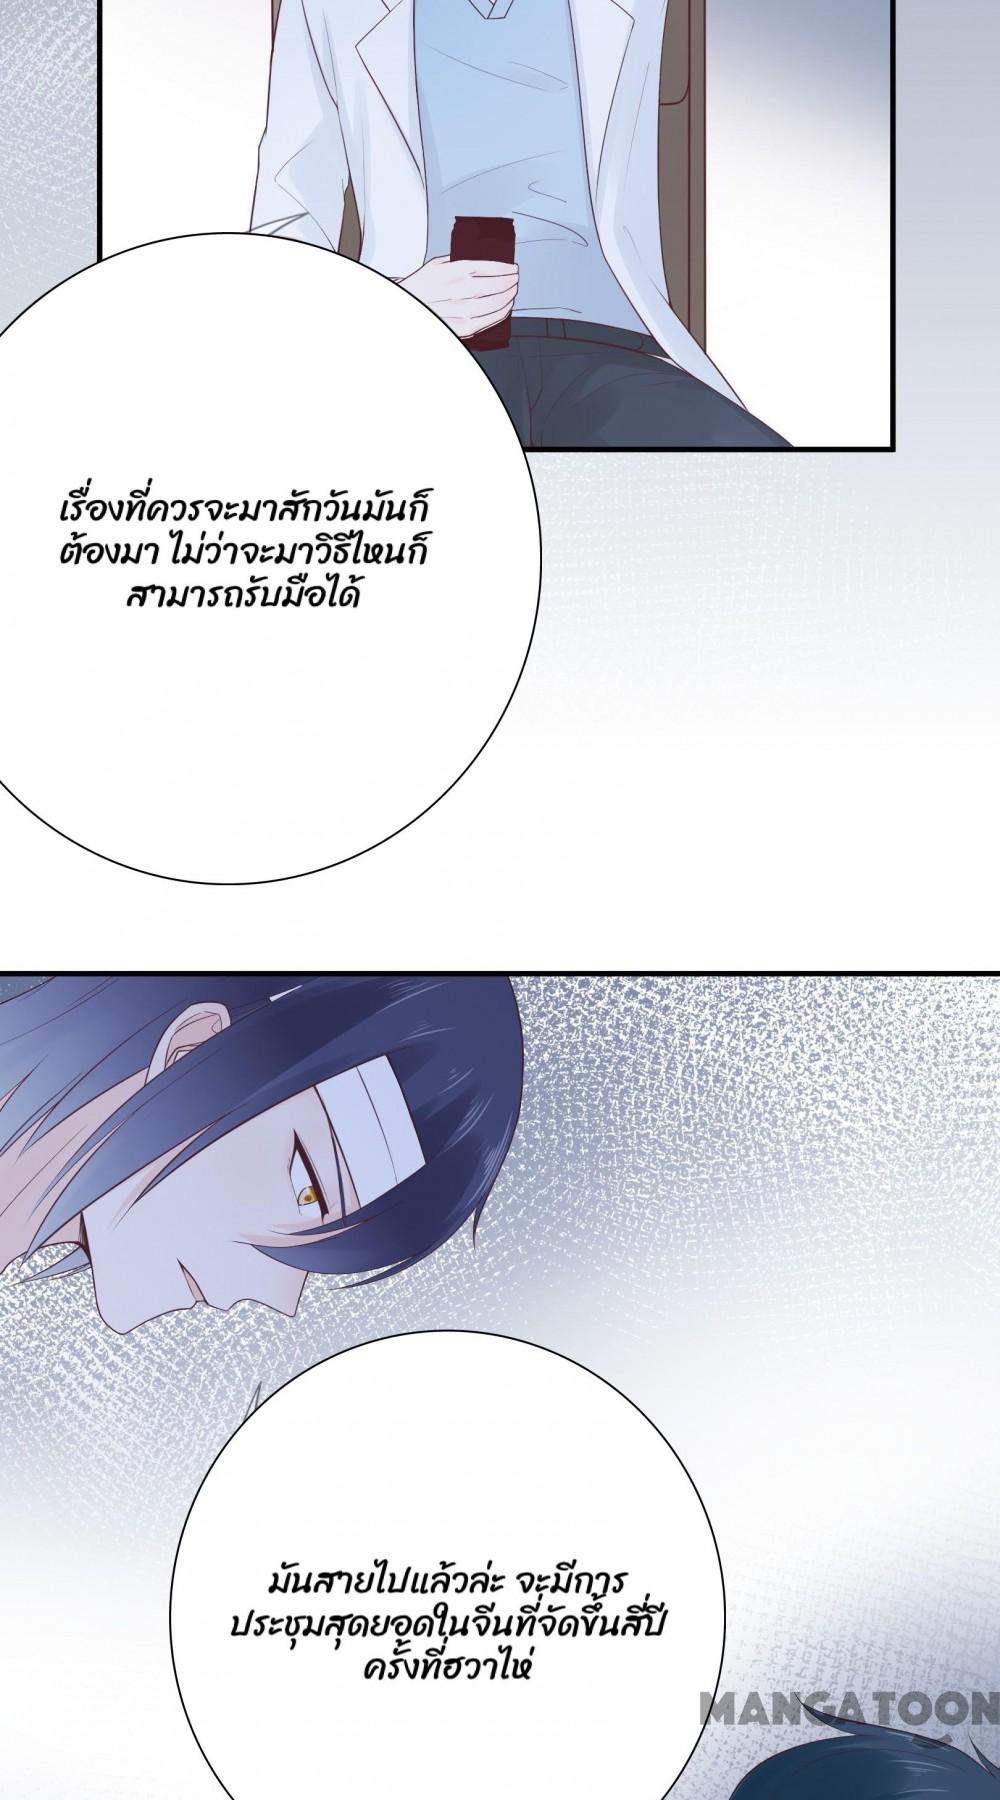 เรื่องที่ควรจะมาสักวันมันก็
ต้องมา ไม่ว่าจะมาวิธีไหนก็
สามารถรับมือได้
มันสายไปแล้วล่ะ จะมีการ
ประชุมสุดยอดในจีนที่จัดขึ้นสี่ปี
ครั้งที่ฮวาไห่
MANGATOON